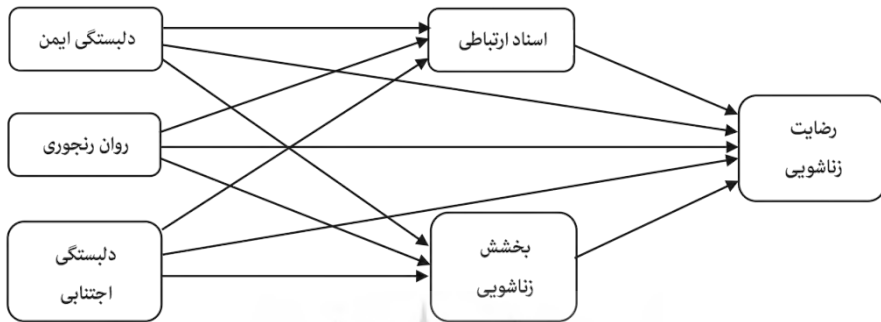 دلبستگی ایمن
اسناد ارتباطی
روان رنجوری
رضایت
زناشویی
دلبستگی
اجتنابی
بخشش
زناشویی